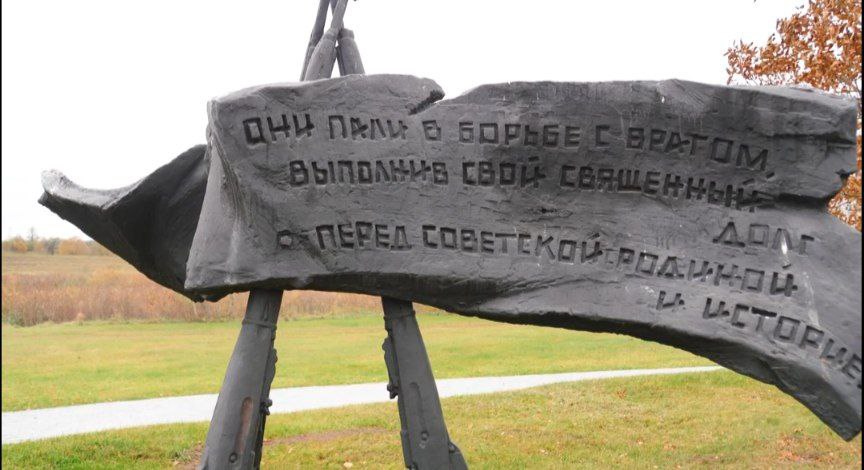 ОНИ ПАЛИ В БОРЬБЕ С ВРАГОМ,
ВЫПОЛНИВ СВОЙ СВЯЩЕННЫЙ
ДОЛГ
ПЕРЕД СОВЕТСКОЙ РОДИНОЙ
И ИСТОРИЕЙ